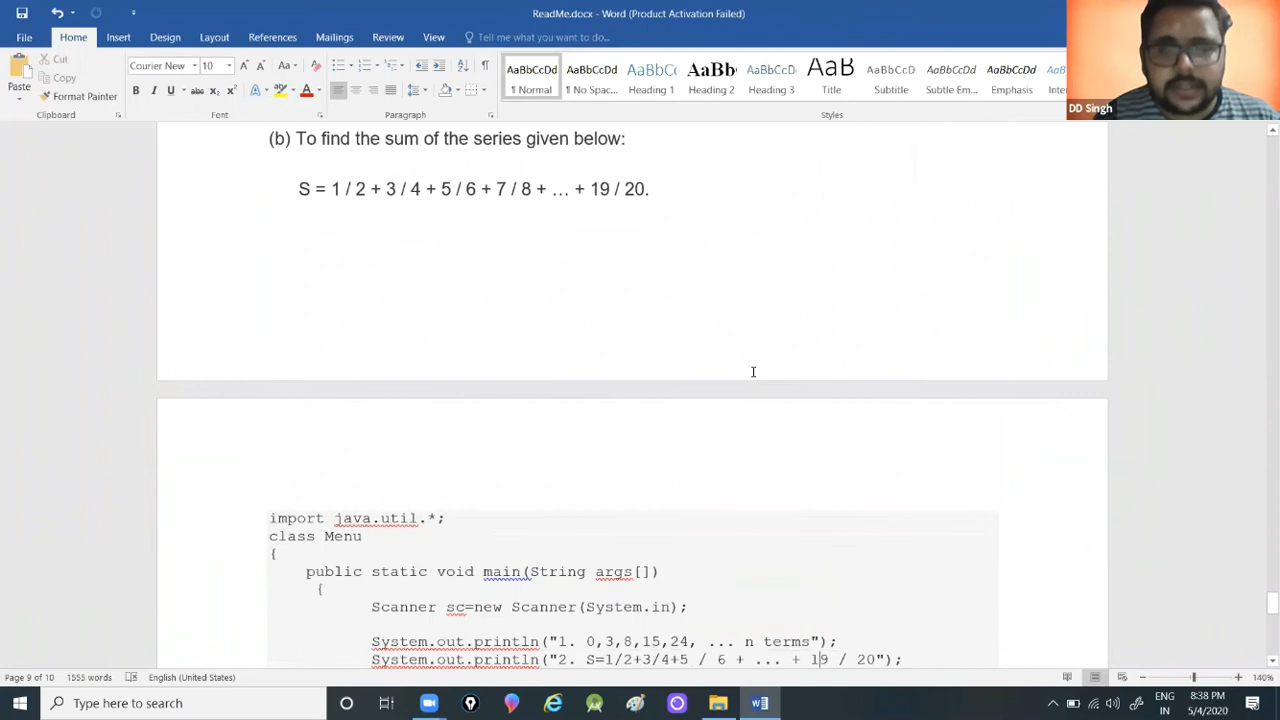 ReadMe.docx - Word (Product Activation Failed)
File Home Insert Design Layout References Mailings Review View Tell me what you want to do...
Cut
Copy
Format Painter
Paste
Courier New 10
AaBbCcDd AaBbCcDd AaBbCc AaBbC AaBbCcD AaB AaBbCcD AaBbCcDd AaBbCcDd
¶ Normal ¶ No Spac... Heading 1 Heading 2 Heading 3 Title Subtitle Subtle Em... Emphasis
Clipboard Font Paragraph Styles
DD Singh
(b) To find the sum of the series given below:
S = 1 / 2 + 3 / 4 + 5 / 6 + 7 / 8 + … + 19 / 20.
import java.util.*;
class Menu
{
public static void main(String args[])
{
Scanner sc=new Scanner(System.in);
System.out.println("1. 0,3,8,15,24, ... n terms");
System.out.println("2. S=1/2+3/4+5 / 6 + ... + 19 / 20");
Page 9 of 10 1555 words English (United States) 140%
Type here to search
ENG
IN
8:38 PM
5/4/2020